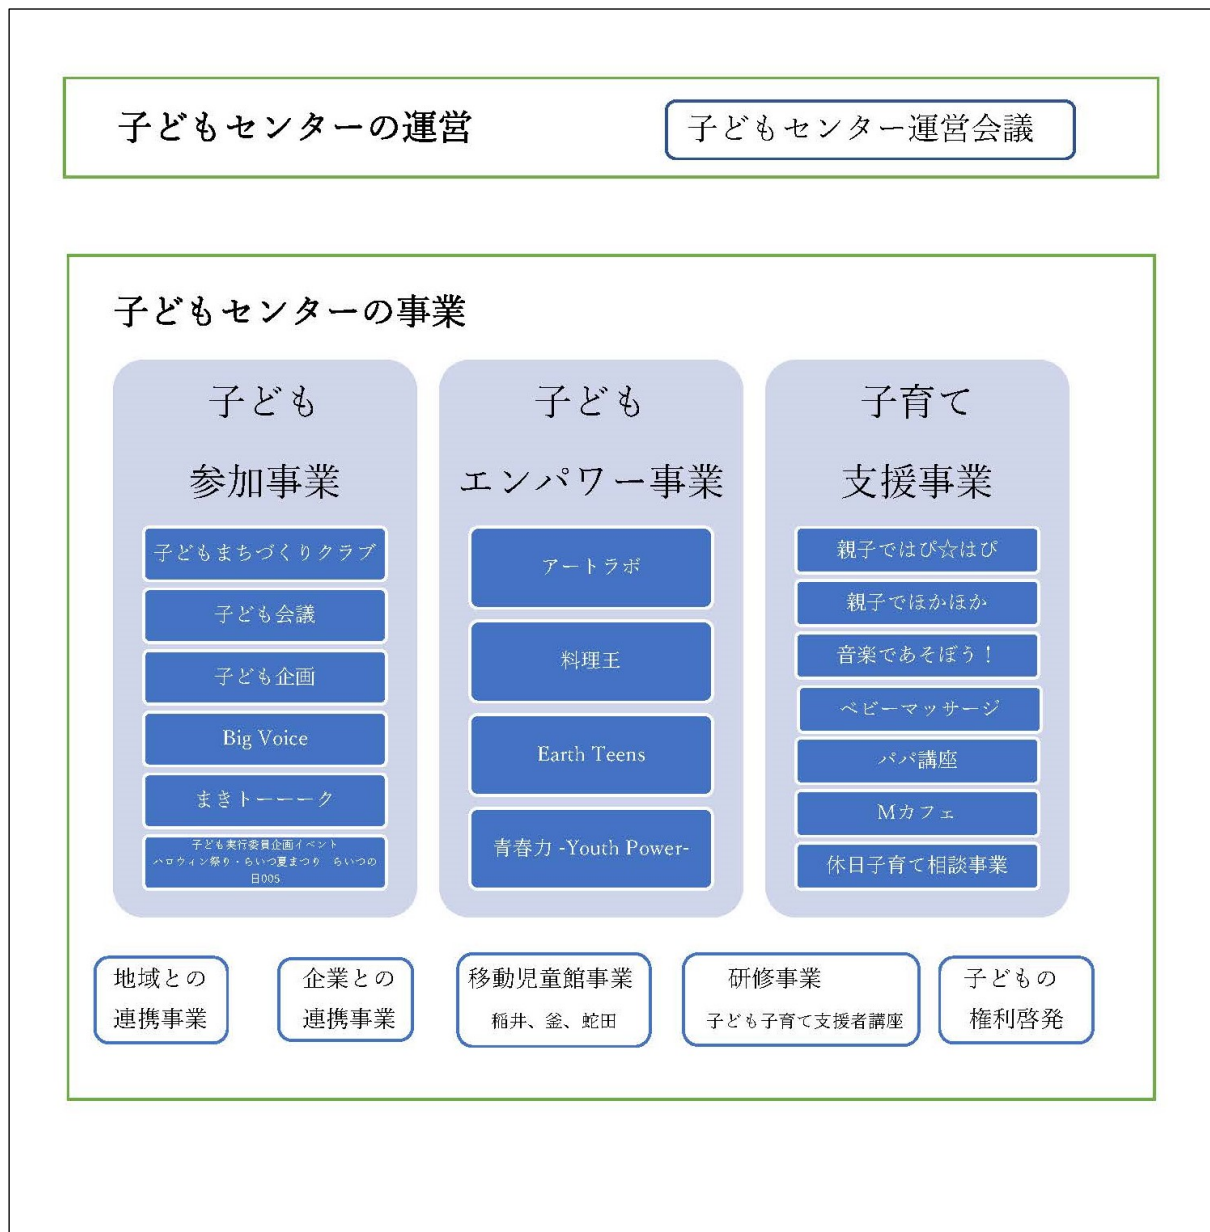 子どもセンターの運営
子どもセンター運営会議
子どもセンターの事業
子ども
参加事業
子どもまちづくりクラブ
子ども会議
子ども企画
Big Voice
まきトーーーク
子ども実行委員企画イベント
ハロウィン祭り・らいつ夏まつり　らいつの
日005
子ども
エンパワー事業
アートラボ
料理王
Earth Teens
青春力 -Youth Power-
子育て
支援事業
親子ではぴ☆はぴ
親子でほかほか
音楽であそぼう！
ベビーマッサージ
パパ講座
Mカフェ
休日子育て相談事業
地域との
連携事業
企業との
連携事業
移動児童館事業
稲井、釜、蛇田
研修事業
子ども子育て支援者講座
子どもの
権利啓発